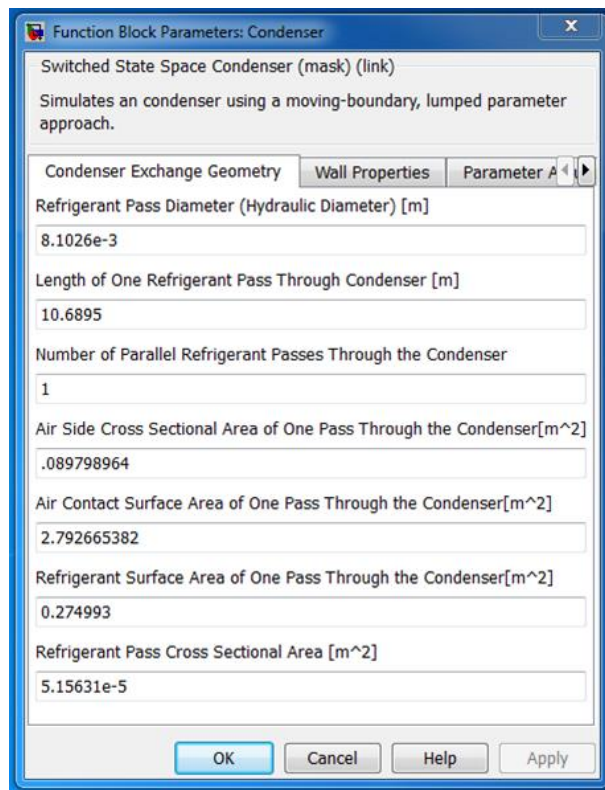 Function Block Parameters: Condenser
Switched State Space Condenser (mask) (link)
Simulates an condenser using a moving-boundary, lumped parameter
approach.
Condenser Exchange Geometry Wall Properties Parameter A
Refrigerant Pass Diameter (Hydraulic Diameter) [m]
8.1026e-3
Length of One Refrigerant Pass Through Condenser [m]
10.6895
Number of Parallel Refrigerant Passes Through the Condenser
1
Air Side Cross Sectional Area of One Pass Through the Condenser[m^2]
.089798964
Air Contact Surface Area of One Pass Through the Condenser[m^2]
2.792665382
Refrigerant Surface Area of One Pass Through the Condenser[m^2]
0.274993
Refrigerant Pass Cross Sectional Area [m^2]
5.15631e-5
OK Cancel Help Apply